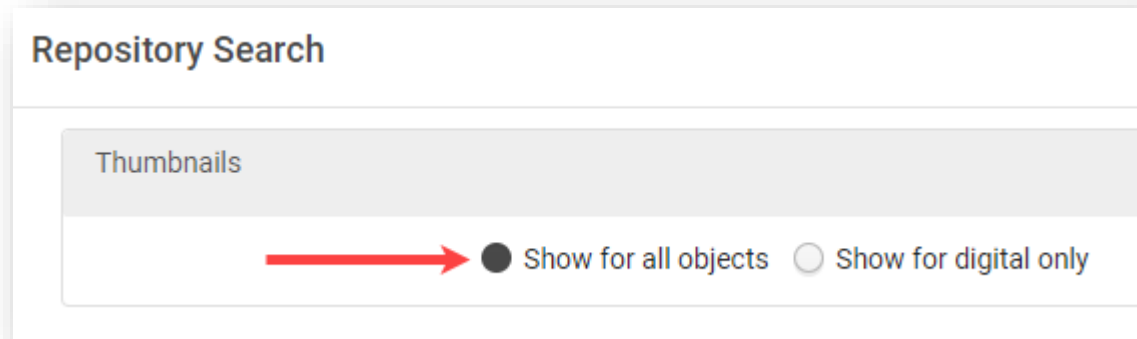 Repository Search
Thumbnails
Show for all objects Show for digital only